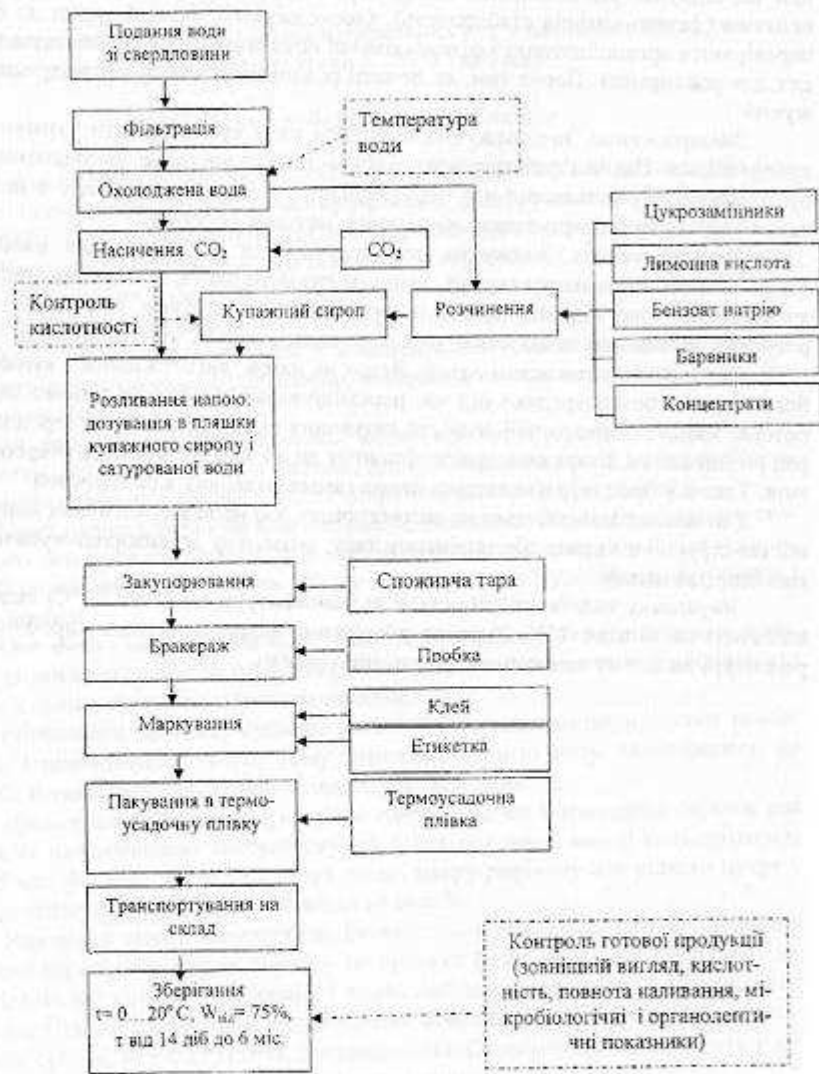 Подання води
зі свердловини
Фільтрація
Температура
води
Охолоджена вода
Насичення CO₂
CO₂
Контроль
кислотності
Купажний сироп
Розчинення
Цукрозамінники
Лимонна кислота
Бензоат натрію
Барвники
Концентрати
Розливання напою:
дозування в пляшки
купажного сиропу і
сатурованої води
Закупорювання
Споживча тара
Бракераж
Пробка
Маркування
Клей
Етикетка
Пакування в термо-
усадочну плівку
Термоусадочна
плівка
Транспортування на
склад
Зберігання
t= 0…20°C, W = 75%,
τ від 14 діб до 6 міс.
Контроль готової продукції
(зовнішній вигляд, кислот-
ність, повнота наливання, мі-
кробіологічні і органолепти-
чні показники)